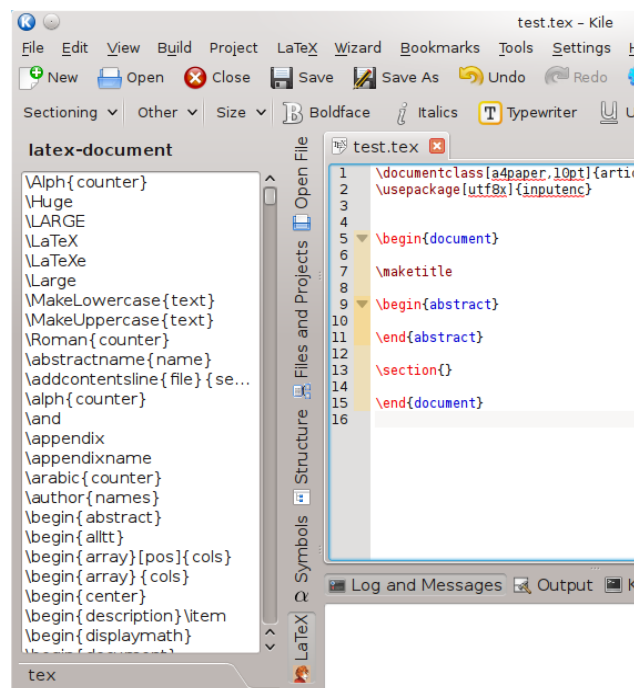 test.tex – Kile
File Edit View Build Project LaTeX Wizard Bookmarks Tools Settings
New Open Close Save Save As Undo Redo
Sectioning Other Size Boldface Italics Typewriter
latex-document
\Alph{counter}
\Huge
\LARGE
\LaTeX
\LaTeXe
\Large
\MakeLowercase{text}
\MakeUppercase{text}
\Roman{counter}
\abstractname{name}
\addcontentsline{file}{se...
\alph{counter}
\and
\appendix
\appendixname
\arabic{counter}
\author{names}
\begin{abstract}
\begin{alltt}
\begin{array}[pos]{cols}
\begin{array}{cols}
\begin{center}
\begin{description}\item
\begin{displaymath}
\begin{document}
tex
Open File
Files and Projects
Structure
Symbols
LaTeX
test.tex
1 \documentclass[a4paper,10pt]{artic
2 \usepackage[utf8x]{inputenc}
3
4
5 \begin{document}
6
7 \maketitle
8
9 \begin{abstract}
10
11 \end{abstract}
12
13 \section{}
14
15 \end{document}
16
Log and Messages Output